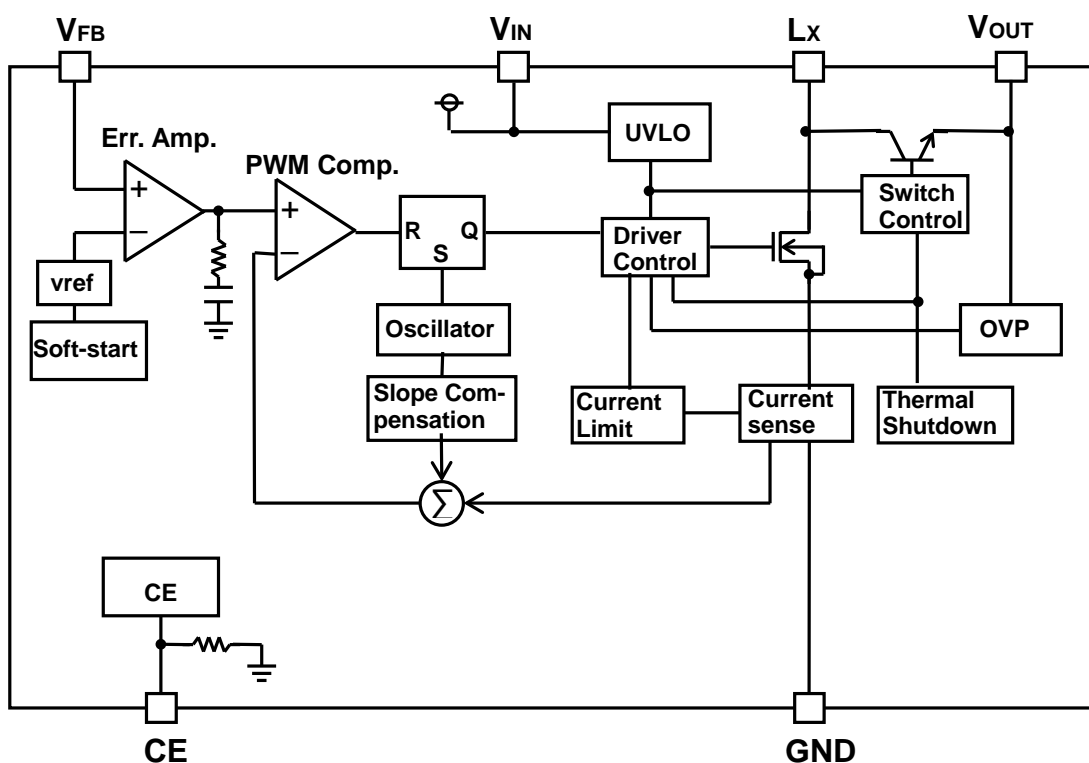 VFB
VIN
LX
VOUT
Err. Amp.
UVLO
PWM Comp.
+
−
+
−
R
Q
S
Driver
Control
Switch
Control
vref
Soft-start
Oscillator
OVP
Slope Com-
pensation
Current
Limit
Current
sense
Thermal
Shutdown
Σ
CE
CE
GND